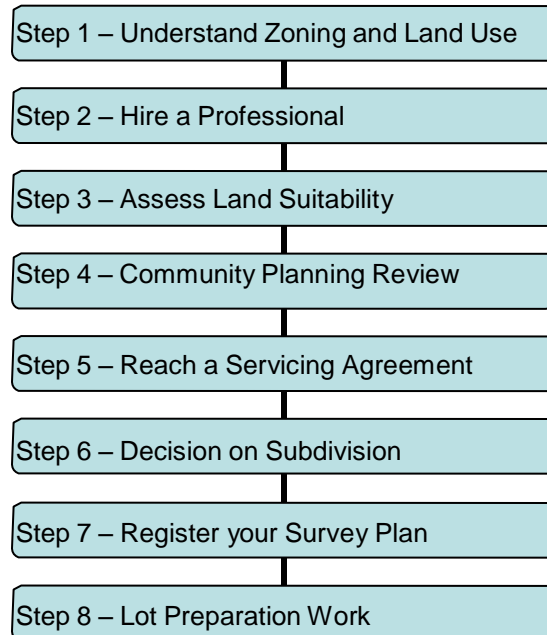 Step 1 – Understand Zoning and Land Use
Step 2 – Hire a Professional
Step 3 – Assess Land Suitability
Step 4 – Community Planning Review
Step 5 – Reach a Servicing Agreement
Step 6 – Decision on Subdivision
Step 7 – Register your Survey Plan
Step 8 – Lot Preparation Work